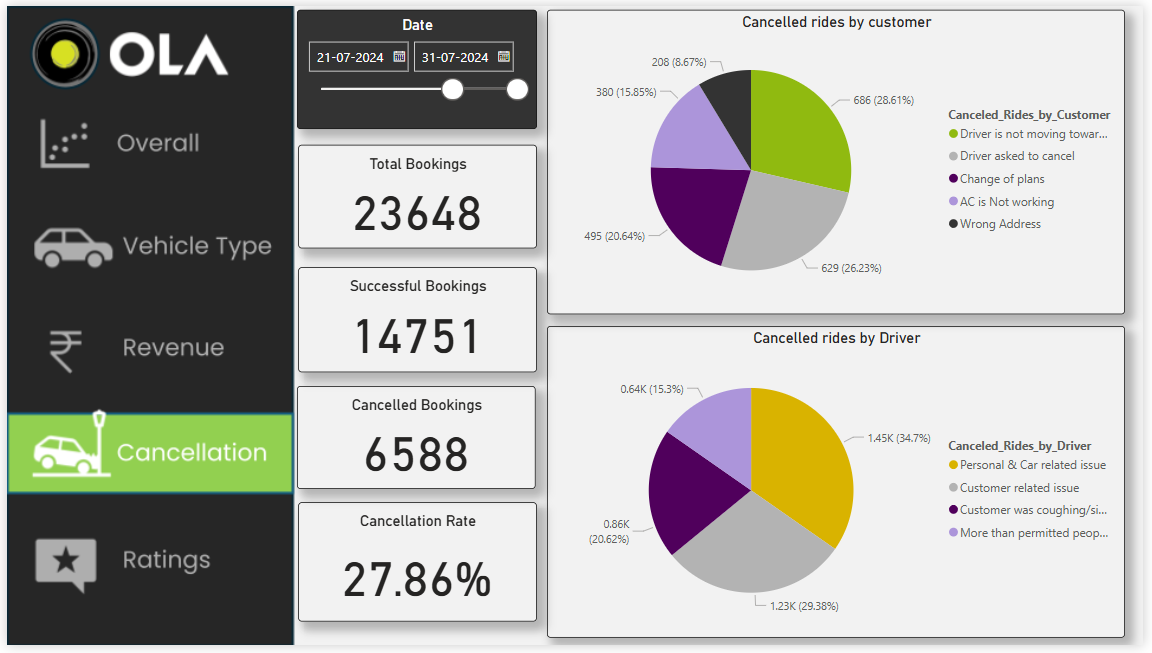 OLA
Overall
Vehicle Type
Revenue
Cancellation
Ratings
Date
21-07-2024
31-07-2024
Total Bookings
23648
Successful Bookings
14751
Cancelled Bookings
6588
Cancellation Rate
27.86%
Cancelled rides by customer
208 (8.67%)
380 (15.85%)
686 (28.61%)
495 (20.64%)
629 (26.23%)
Canceled_Rides_by_Customer
Driver is not moving towar...
Driver asked to cancel
Change of plans
AC is Not working
Wrong Address
Cancelled rides by Driver
0.64K (15.3%)
1.45K (34.7%)
0.86K
(20.62%)
1.23K (29.38%)
Canceled_Rides_by_Driver
Personal & Car related issue
Customer related issue
Customer was coughing/si...
More than permitted peop...